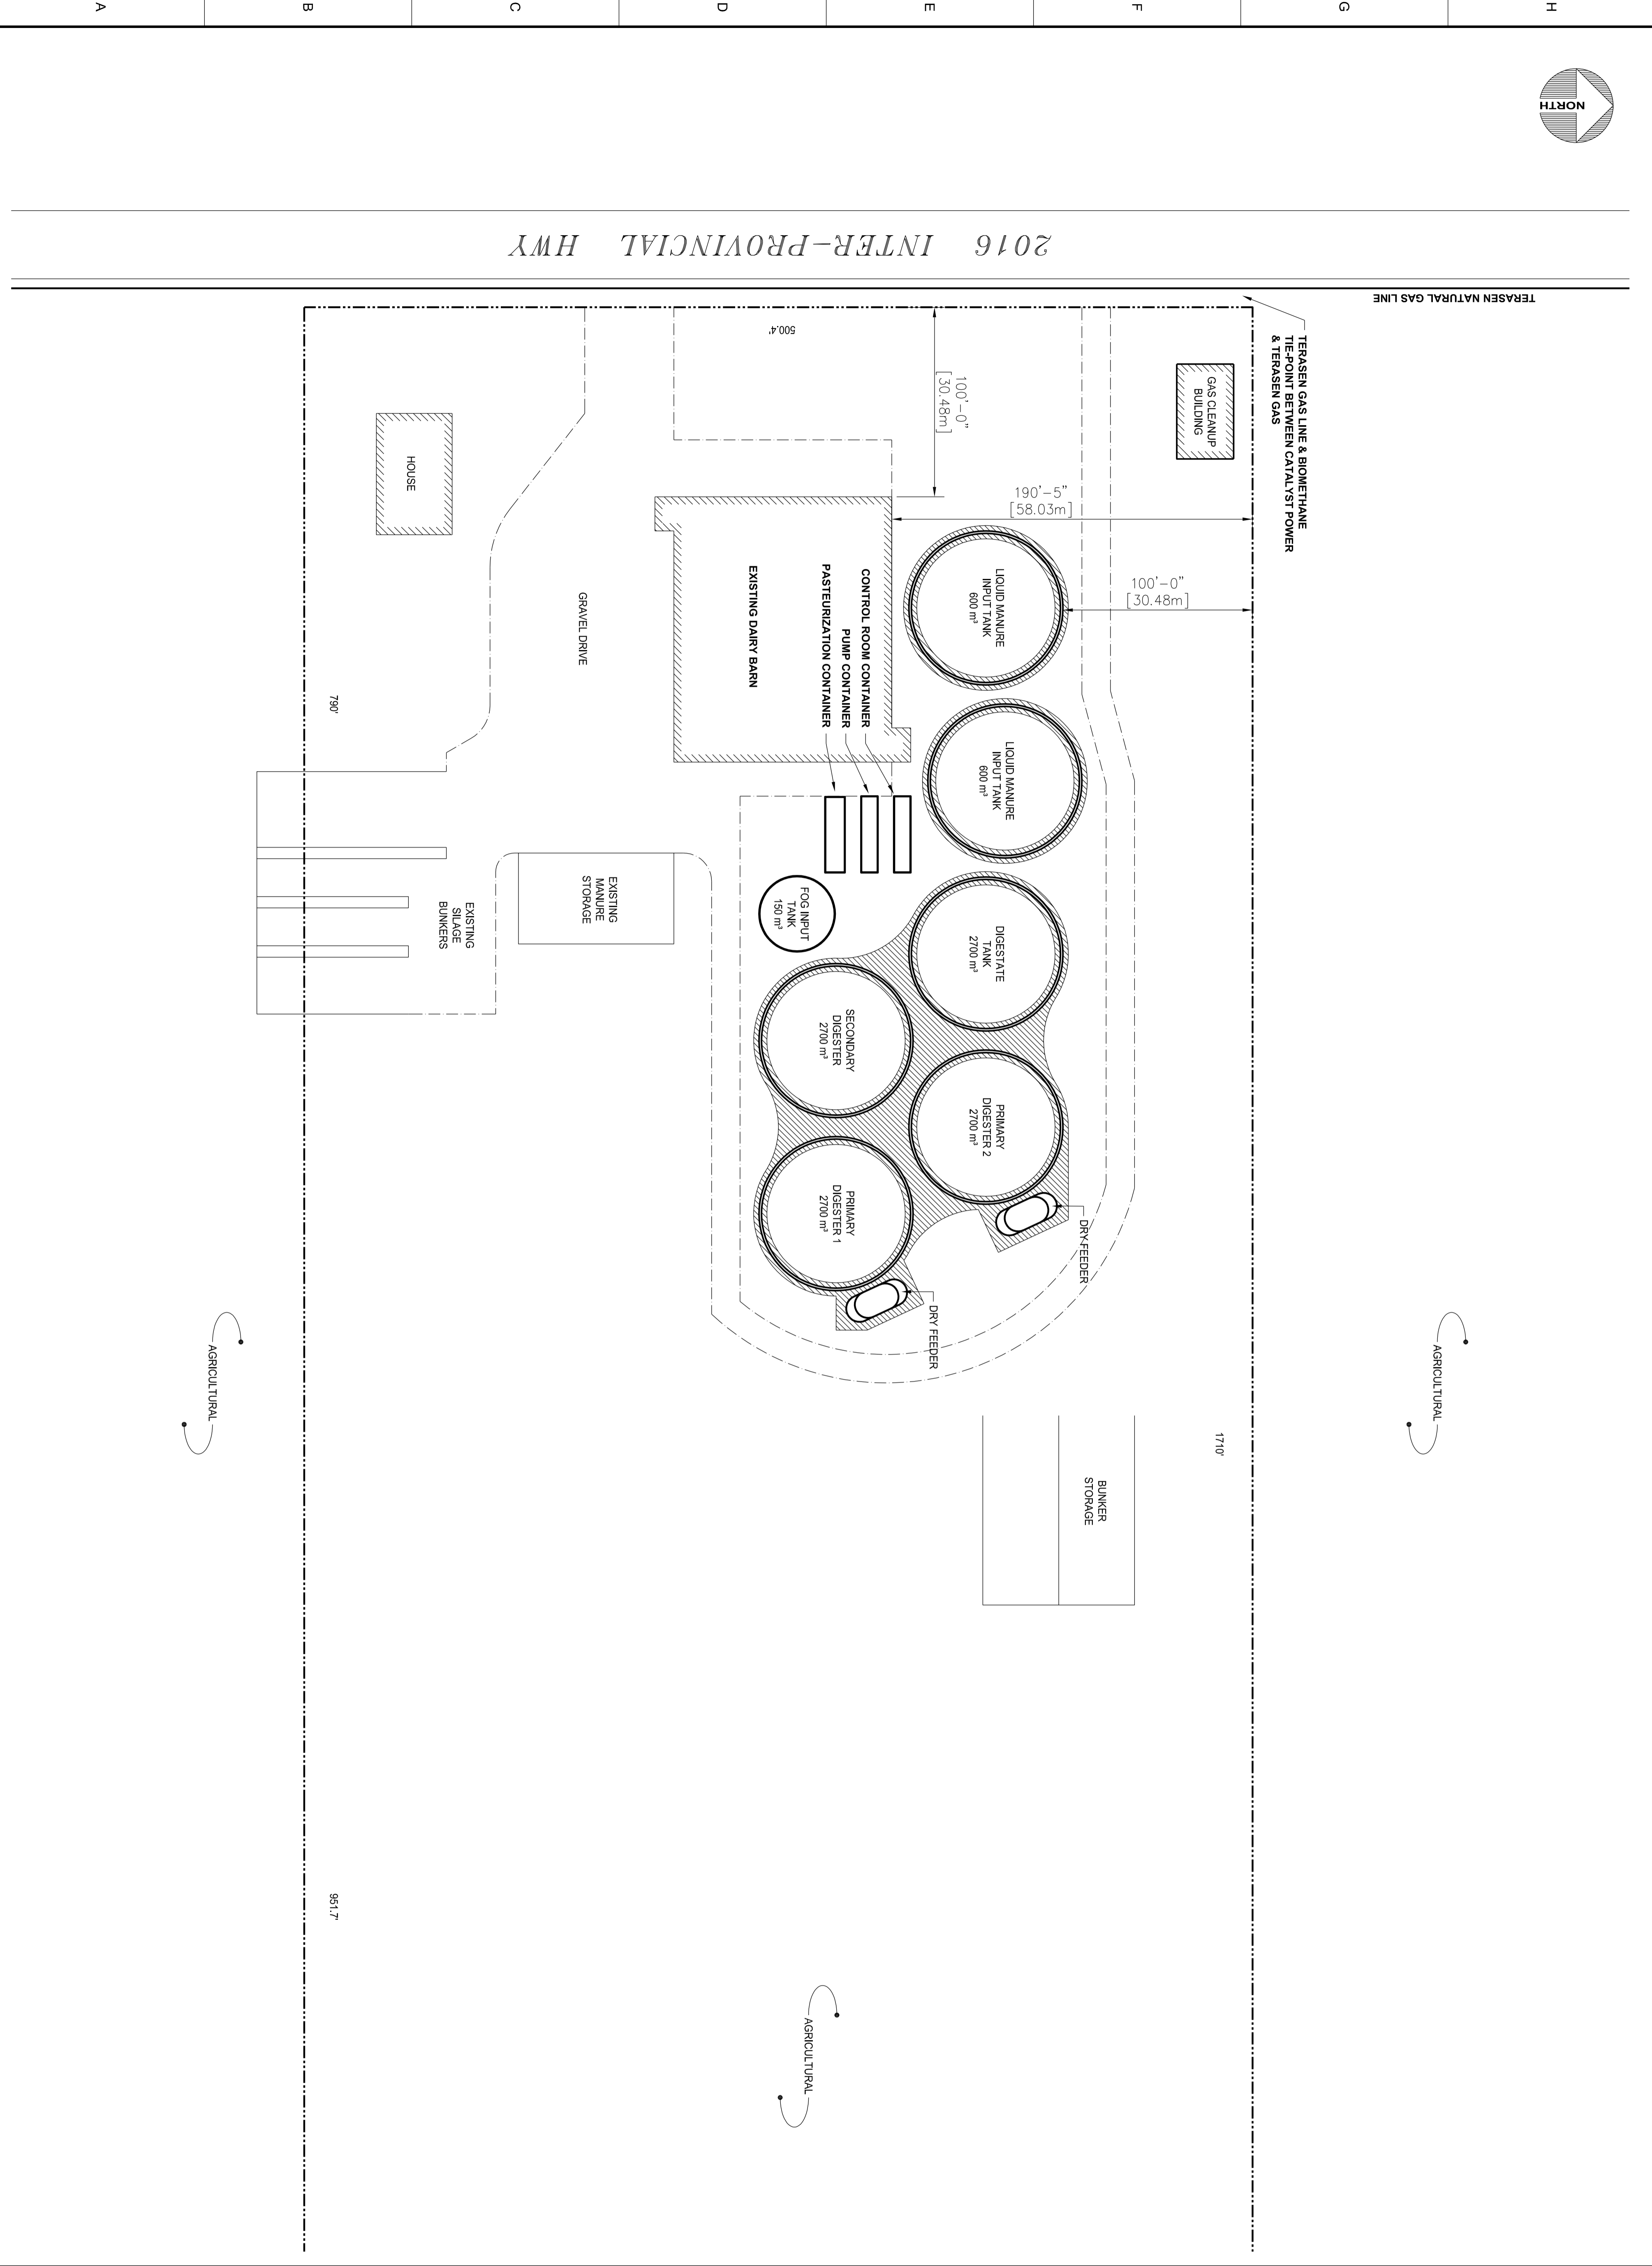 A
B
C
D
E
F
G
H
NORTH
2016 INTER-PROVINCIAL HWY
TERASEN NATURAL GAS LINE
TERASEN GAS LINE & BIOMETHANE
TIE-POINT BETWEEN CATALYST POWER
& TERASEN GAS
500.4'
100'-0"
[30.48m]
GAS CLEANUP
BUILDING
HOUSE
190'-5"
[58.03m]
100'-0"
[30.48m]
LIQUID MANURE
INPUT TANK
600 m³
EXISTING DAIRY BARN
GRAVEL DRIVE
CONTROL ROOM CONTAINER
PUMP CONTAINER
PASTEURIZATION CONTAINER
790'
LIQUID MANURE
INPUT TANK
600 m³
EXISTING
MANURE
STORAGE
EXISTING
SILAGE
BUNKERS
FOG INPUT
TANK
150 m³
DIGESTATE
TANK
2700 m³
SECONDARY
DIGESTER
2700 m³
PRIMARY
DIGESTER 2
2700 m³
PRIMARY
DIGESTER 1
2700 m³
DRY FEEDER
DRY FEEDER
AGRICULTURAL
AGRICULTURAL
1710'
BUNKER
STORAGE
951.7'
AGRICULTURAL